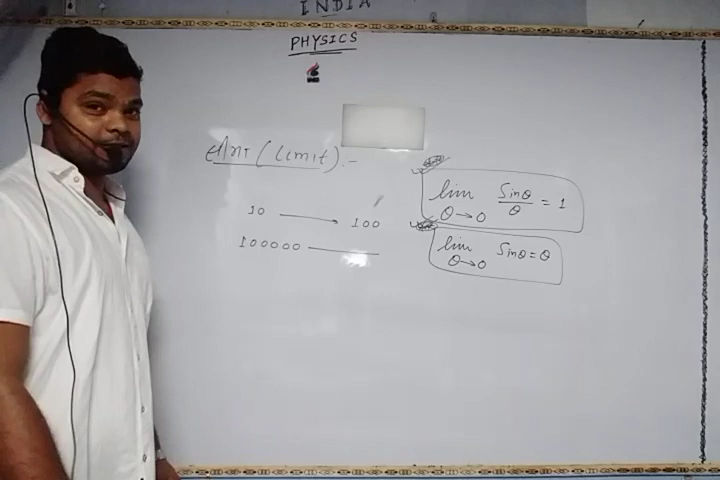 INDIA
PHYSICS
सीमा (Limit):-
10 → 100
100000 —
lim θ→0 Sinθ/θ = 1
lim θ→0 Sinθ = θ